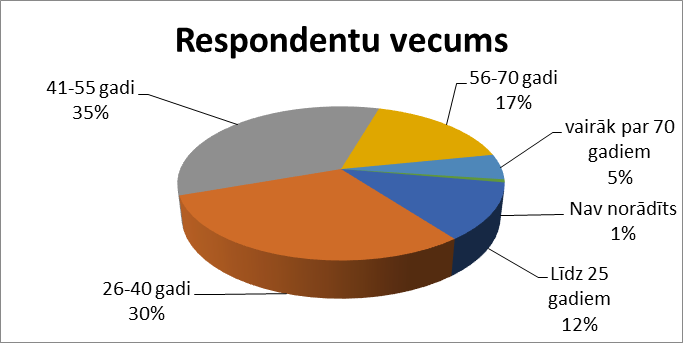 Respondentu vecums
41-55 gadi
35%
56-70 gadi
17%
vairāk par 70
gadiem
5%
Nav norādīts
1%
Līdz 25
gadiem
12%
26-40 gadi
30%